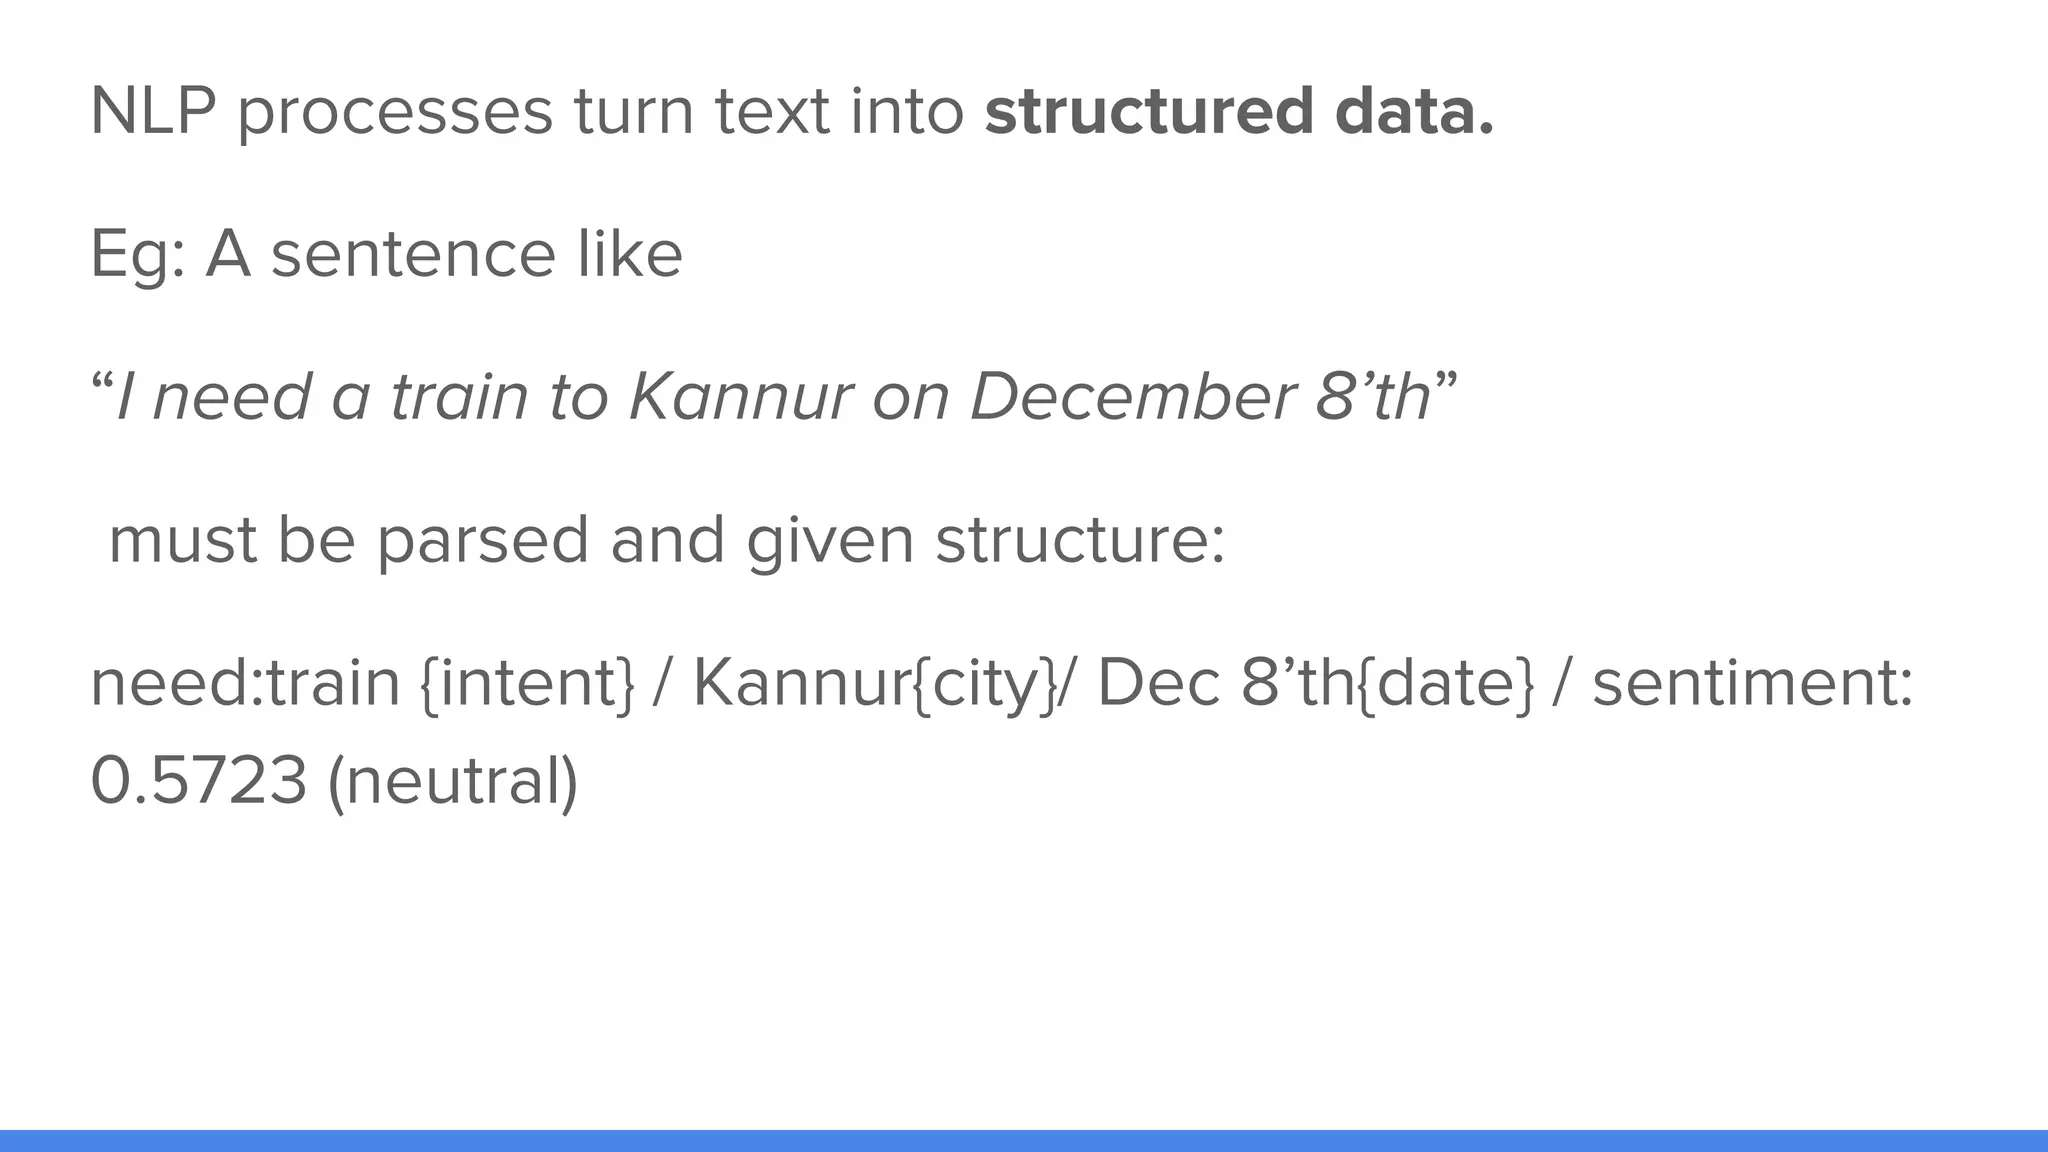 NLP processes turn text into structured data.
Eg: A sentence like
“I need a train to Kannur on December 8’th”
must be parsed and given structure:
need:train {intent} / Kannur{city}/ Dec 8’th{date} / sentiment:
0.5723 (neutral)